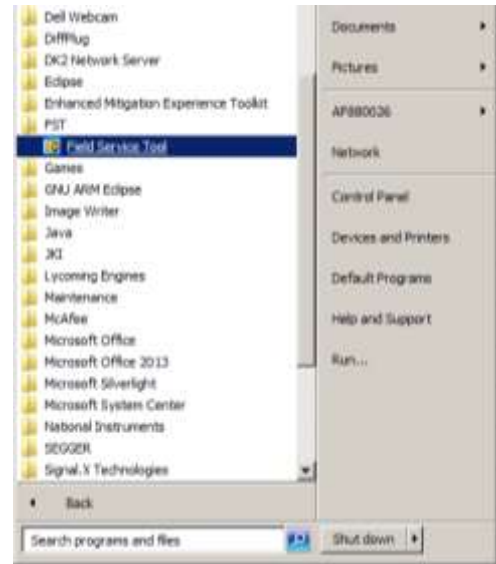 Dell Webcam
DiffPlug
DK2 Network Server
Eclipse
Enhanced Mitigation Experience Toolkit
FST
Field Service Tool
Games
GNU ARM Eclipse
Image Writer
Java
JKI
Lycoming Engines
Maintenance
McAfee
Microsoft Office
Microsoft Office 2013
Microsoft Silverlight
Microsoft System Center
National Instruments
SEGGER
Signal.X Technologies
Back
Search programs and files
Documents
Pictures
AF880026
Network
Control Panel
Devices and Printers
Default Programs
Help and Support
Run...
Shut down